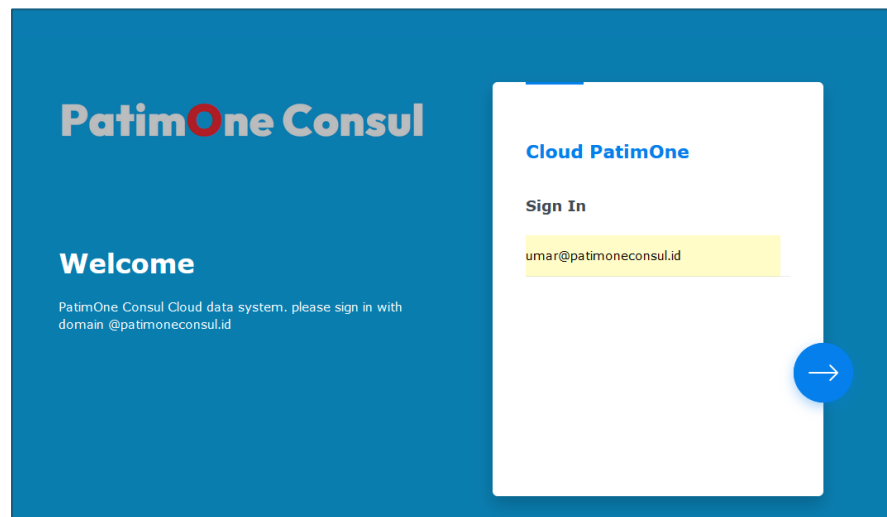 PatimOne Consul
Welcome
PatimOne Consul Cloud data system. please sign in with
domain @patimoneconsul.id
Cloud PatimOne
Sign In
umar@patimoneconsul.id